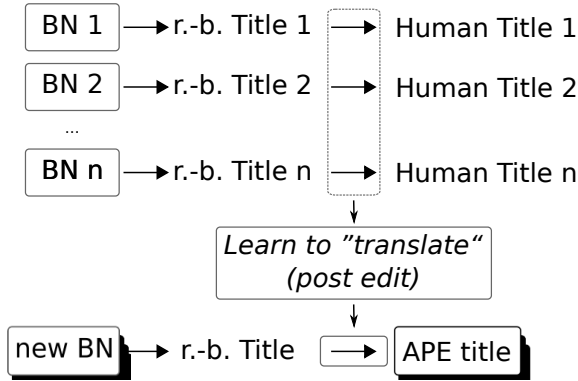 BN 1 r.-b. Title 1 Human Title 1
BN 2 r.-b. Title 2 Human Title 2
...
BN n r.-b. Title n Human Title n
Learn to ”translate“
(post edit)
new BN r.-b. Title APE title